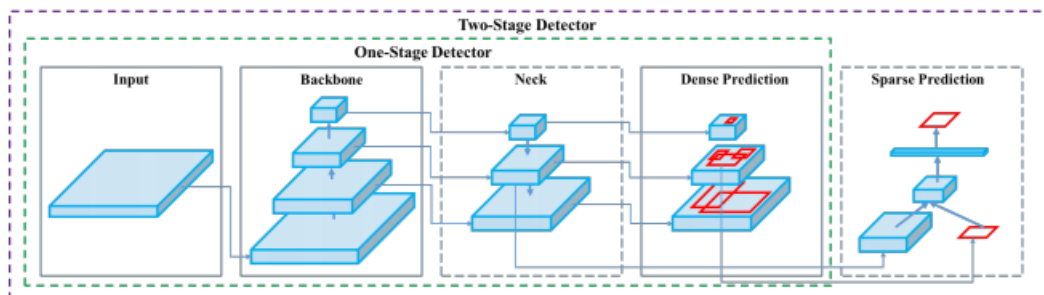 Two-Stage Detector
One-Stage Detector
Input
Backbone
Neck
Dense Prediction
Sparse Prediction